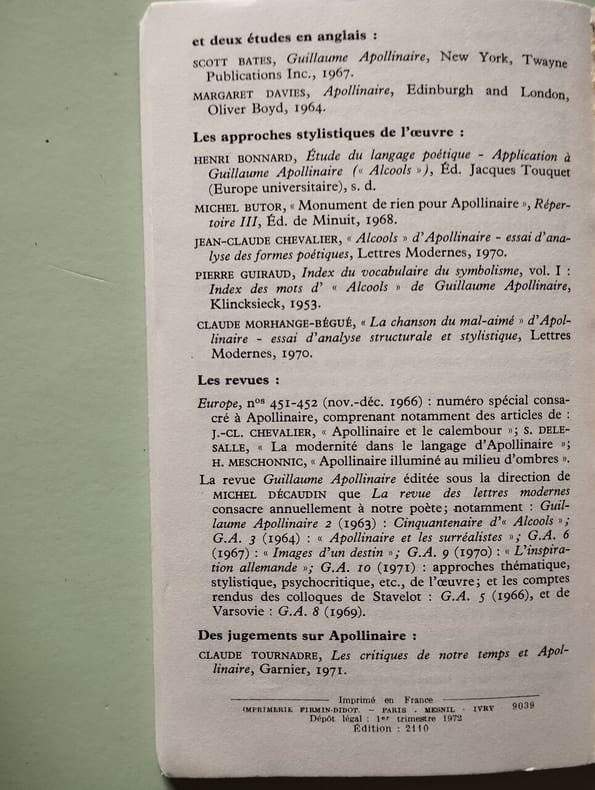 et deux études en anglais :
SCOTT BATES, Guillaume Apollinaire, New York, Twayne
Publications Inc., 1967.
MARGARET DAVIES, Apollinaire, Edinburgh and London,
Oliver Boyd, 1964.
Les approches stylistiques de l'œuvre :
HENRI BONNARD, Étude du langage poétique - Application à
Guillaume Apollinaire (« Alcools »), Éd. Jacques Touquet
(Europe universitaire), s. d.
MICHEL BUTOR, « Monument de rien pour Apollinaire », Réper-
toire III, Éd. de Minuit, 1968.
JEAN-CLAUDE CHEVALIER, « Alcools » d'Apollinaire - essai d'ana-
lyse des formes poétiques, Lettres Modernes, 1970.
PIERRE GUIRAUD, Index du vocabulaire du symbolisme, vol. I :
Index des mots d' « Alcools » de Guillaume Apollinaire,
Klincksieck, 1953.
CLAUDE MORHANGE-BÉGUÉ, « La chanson du mal-aimé » d'Apol-
linaire - essai d'analyse structurale et stylistique, Lettres
Modernes, 1970.
Les revues :
Europe, nos 451-452 (nov.-déc. 1966) : numéro spécial consa-
cré à Apollinaire, comprenant notamment des articles de :
J.-CL. CHEVALIER, « Apollinaire et le calembour »; S. DELE-
SALLE, « La modernité dans le langage d'Apollinaire »;
H. MESCHONNIC, « Apollinaire illuminé au milieu d'ombres ».
La revue Guillaume Apollinaire éditée sous la direction de
MICHEL DÉCAUDIN que La revue des lettres modernes
consacre annuellement à notre poète; notamment : Guil-
laume Apollinaire 2 (1963) : Cinquantenaire d'« Alcools »;
G.A. 3 (1964) : « Apollinaire et les surréalistes »; G.A. 6
(1967) : « Images d'un destin »; G.A. 9 (1970) : « L'inspira-
tion allemande »; G.A. 10 (1971) : approches thématique,
stylistique, psychocritique, etc., de l'œuvre; et les comptes
rendus des colloques de Stavelot : G.A. 5 (1966), et de
Varsovie : G.A. 8 (1969).
Des jugements sur Apollinaire :
CLAUDE TOURNADRE, Les critiques de notre temps et Apol-
linaire, Garnier, 1971.
Imprimé en France
IMPRIMERIE FIRMIN-DIDOT. – PARIS - MESNIL - IVRY 9039
Dépôt légal : 1er trimestre 1972
Édition : 2110